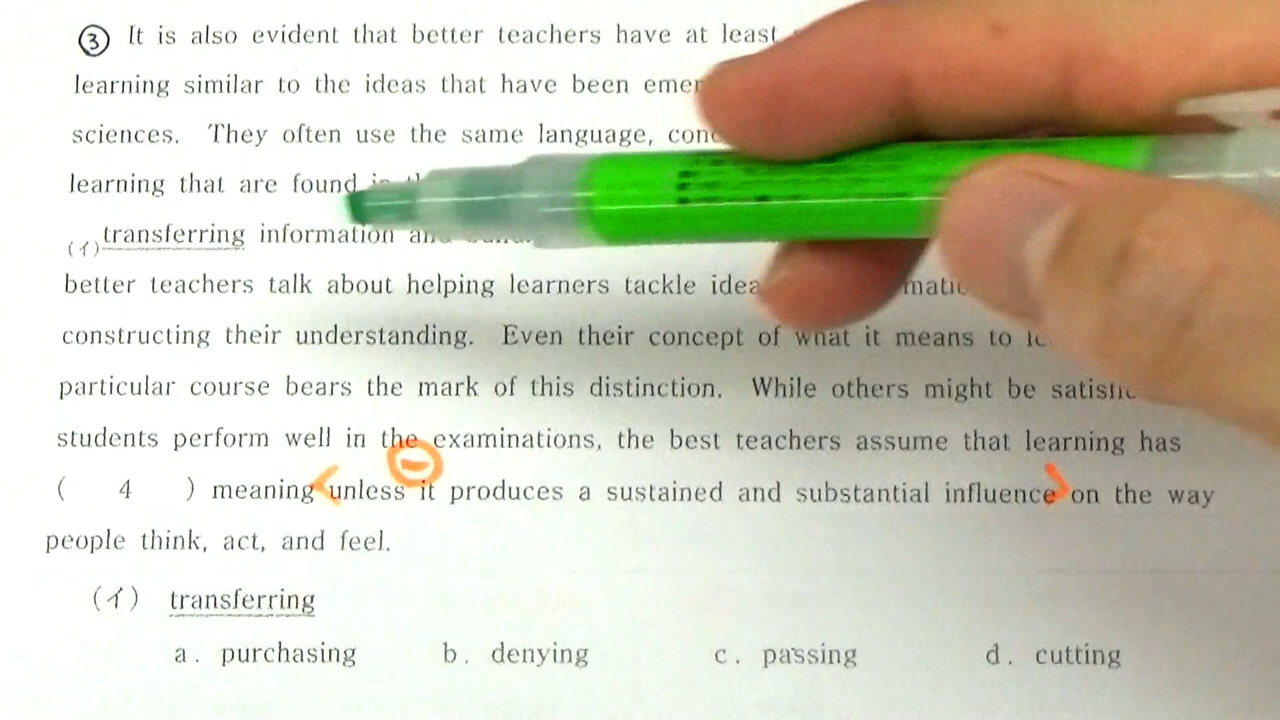 ③ It is also evident that better teachers have at least
learning similar to the ideas that have been
sciences. They often use the same language,
learning that are found
(イ) transferring information
better teachers talk about helping learners tackle
constructing their understanding. Even their concept of what it means to
particular course bears the mark of this distinction. While others might be
students perform well in the examinations, the best teachers assume that learning has
( 4 ) meaning <unless it produces a sustained and substantial influence> on the way
people think, act, and feel.
(イ) transferring
a. purchasing b. denying c. passing d. cutting